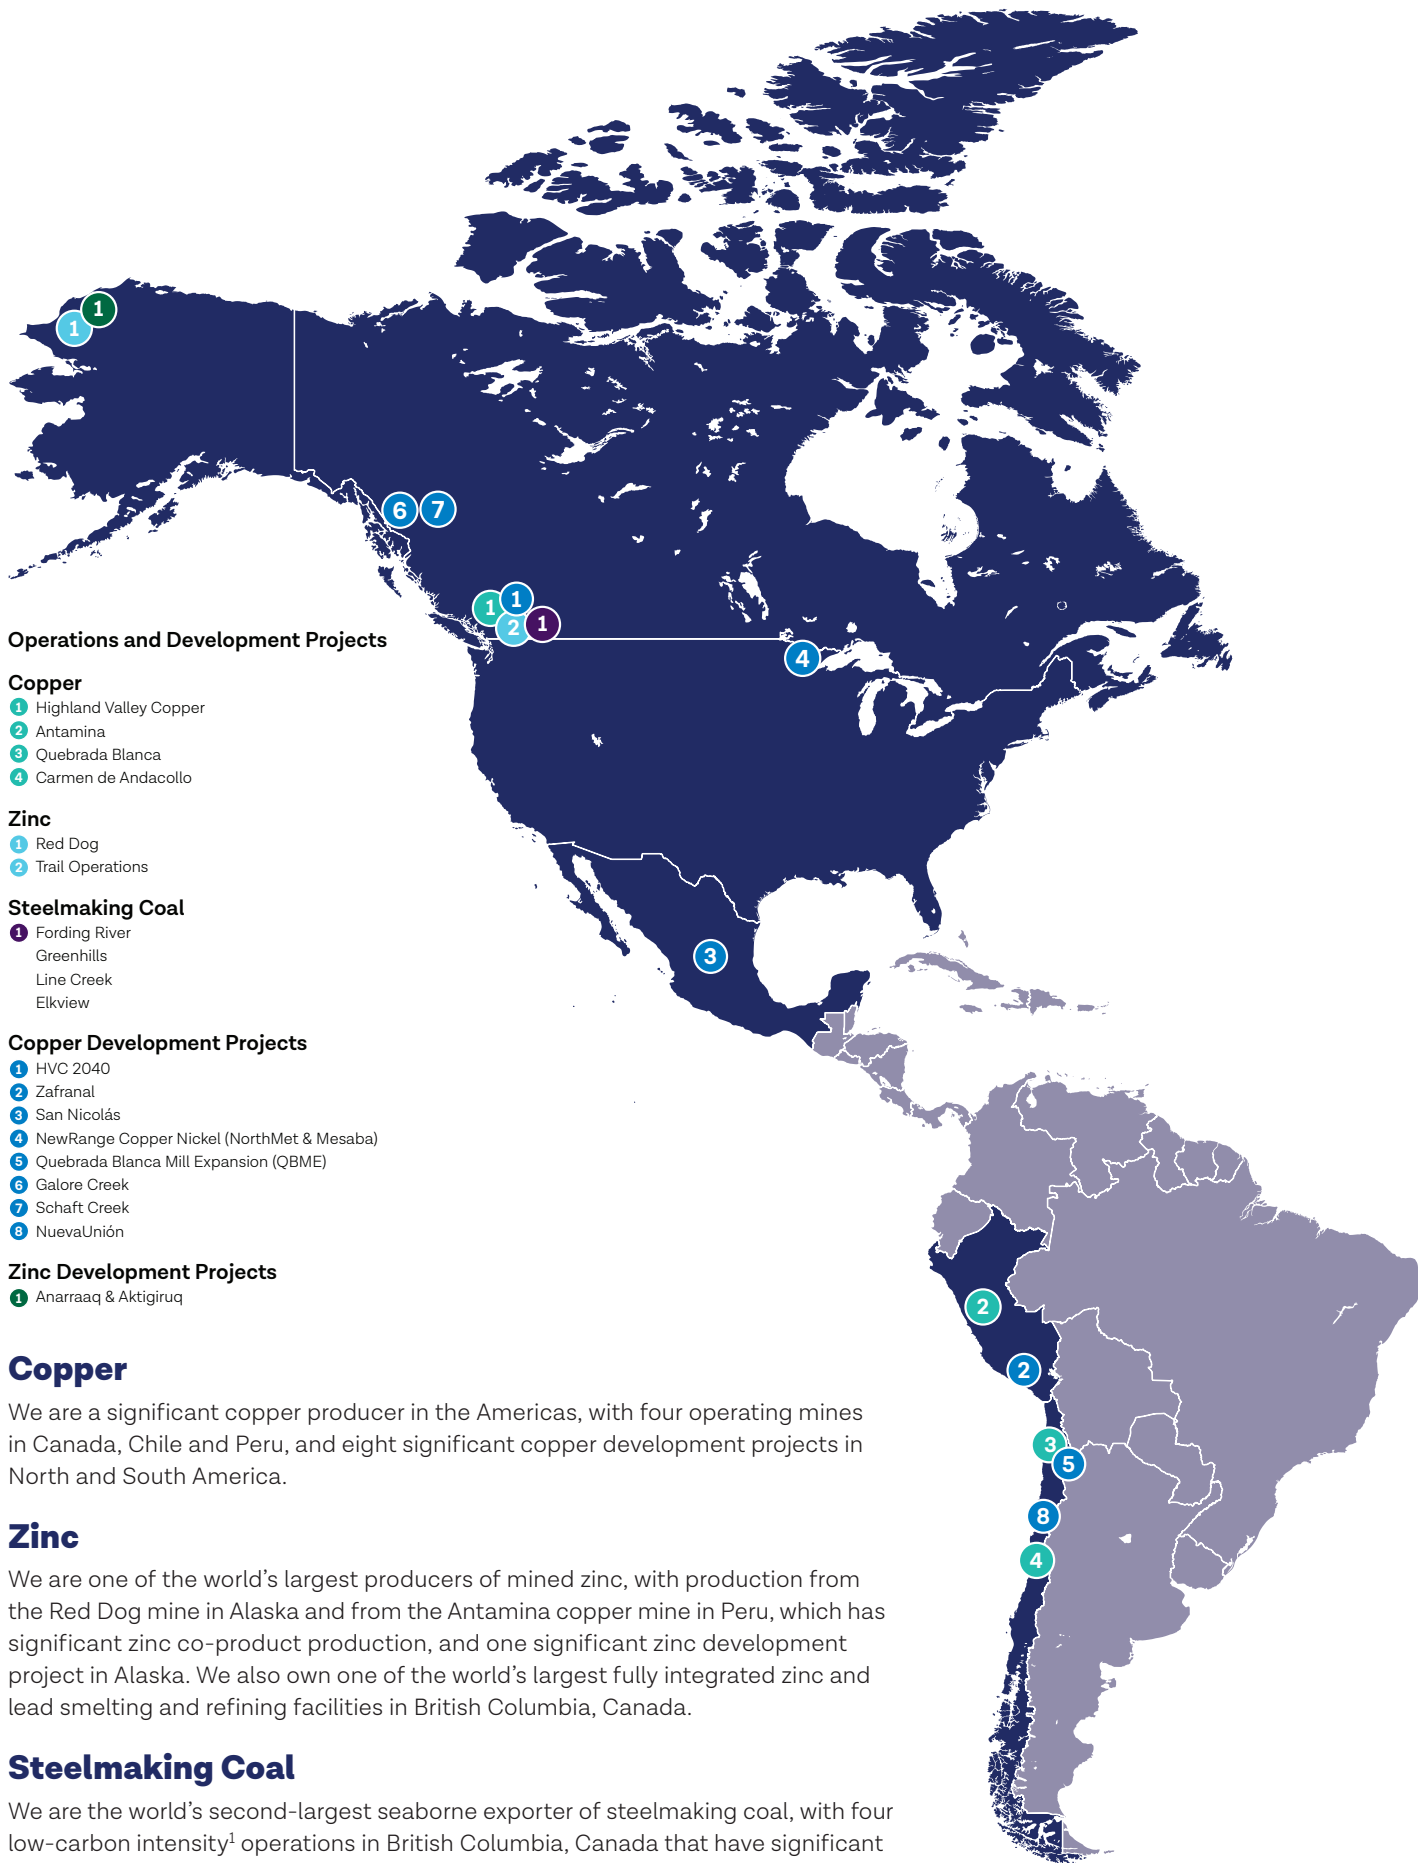 1
1
6 7
1 1
2 1
4
3
2
2
3
5
8
4
Operations and Development Projects
Copper
1 Highland Valley Copper
2 Antamina
3 Quebrada Blanca
4 Carmen de Andacollo
Zinc
1 Red Dog
2 Trail Operations
Steelmaking Coal
1 Fording River
Greenhills
Line Creek
Elkview
Copper Development Projects
1 HVC 2040
2 Zafranal
3 San Nicolás
4 NewRange Copper Nickel (NorthMet & Mesaba)
5 Quebrada Blanca Mill Expansion (QBME)
6 Galore Creek
7 Schaft Creek
8 NuevaUnión
Zinc Development Projects
1 Anarraaq & Aktigiruq
Copper
We are a significant copper producer in the Americas, with four operating mines
in Canada, Chile and Peru, and eight significant copper development projects in
North and South America.
Zinc
We are one of the world’s largest producers of mined zinc, with production from
the Red Dog mine in Alaska and from the Antamina copper mine in Peru, which has
significant zinc co-product production, and one significant zinc development
project in Alaska. We also own one of the world’s largest fully integrated zinc and
lead smelting and refining facilities in British Columbia, Canada.
Steelmaking Coal
We are the world’s second-largest seaborne exporter of steelmaking coal, with four
low-carbon intensity¹ operations in British Columbia, Canada that have significant